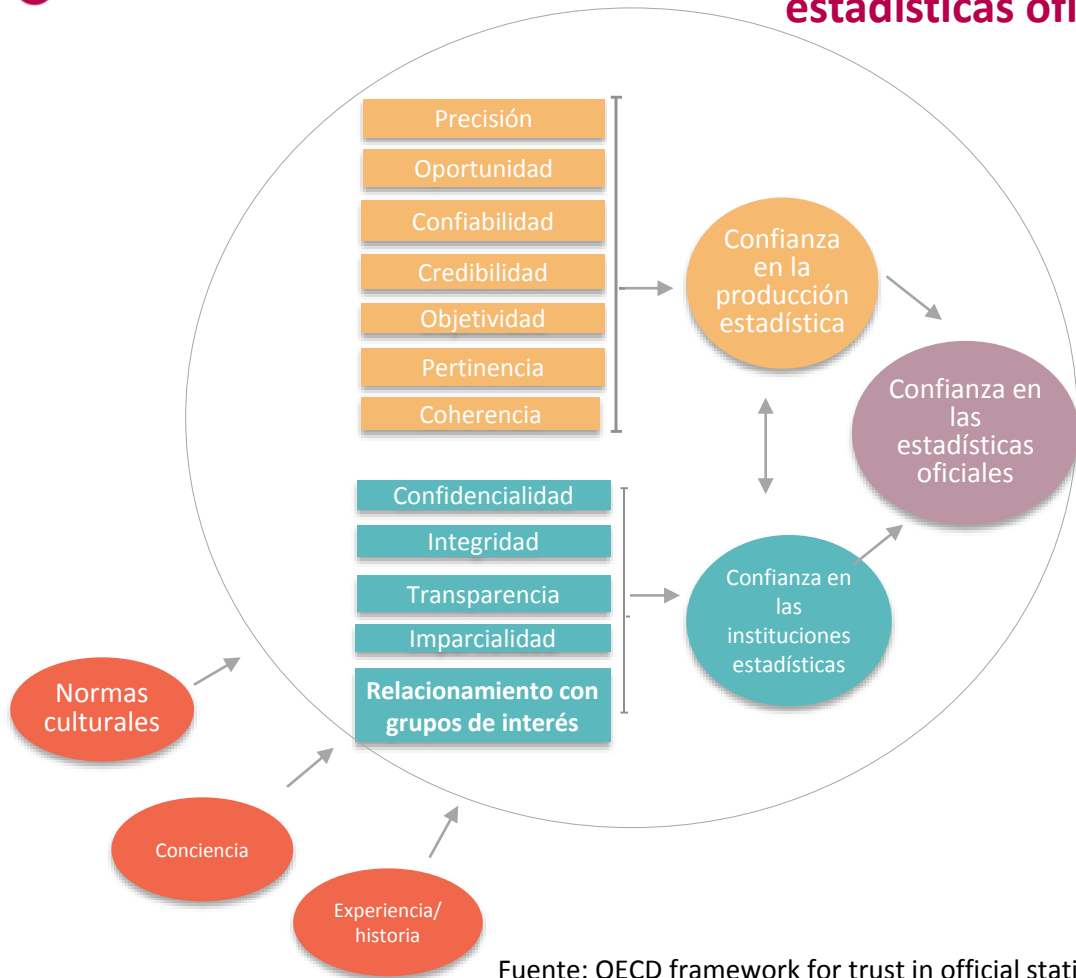 estadísticas ofi
Precisión
Oportunidad
Confiabilidad
Credibilidad
Objetividad
Pertinencia
Coherencia
Confianza
en la
producción
estadística
Confianza en
las
estadísticas
oficiales
Confidencialidad
Integridad
Transparencia
Imparcialidad
Relacionamiento con
grupos de interés
Confianza en
las
instituciones
estadísticas
Normas
culturales
Conciencia
Experiencia/
historia
Fuente: OECD framework for trust in official stati